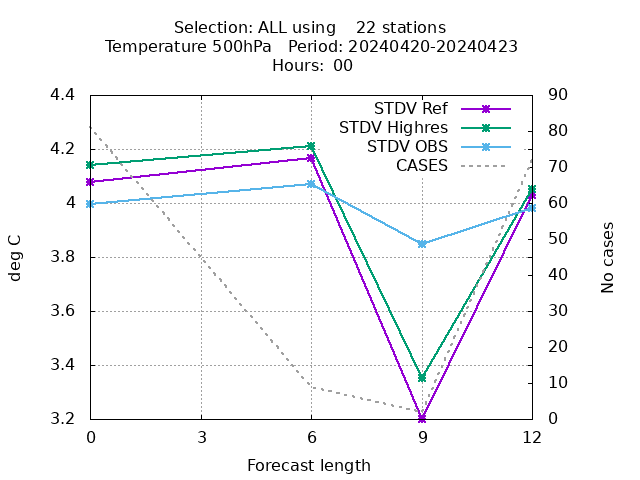 Selection: ALL using    22 stations
Temperature 500hPa   Period: 20240420-20240423
Hours:  00
STDV Ref
STDV Highres
STDV OBS
CASES
4.4
4.2
4
3.8
3.6
3.4
3.2
deg C
90
80
70
60
50
40
30
20
10
0
No cases
0 3 6 9 12
Forecast length